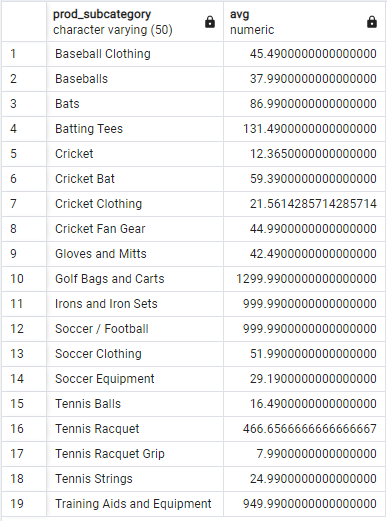 prod_subcategory avg
character varying (50) numeric
1 Baseball Clothing 45.4900000000000000
2 Baseballs 37.9900000000000000
3 Bats 86.9900000000000000
4 Batting Tees 131.4900000000000000
5 Cricket 12.3650000000000000
6 Cricket Bat 59.3900000000000000
7 Cricket Clothing 21.5614285714285714
8 Cricket Fan Gear 44.9900000000000000
9 Gloves and Mitts 42.4900000000000000
10 Golf Bags and Carts 1299.9900000000000000
11 Irons and Iron Sets 999.9900000000000000
12 Soccer / Football 999.9900000000000000
13 Soccer Clothing 51.9900000000000000
14 Soccer Equipment 29.1900000000000000
15 Tennis Balls 16.4900000000000000
16 Tennis Racquet 466.6566666666666667
17 Tennis Racquet Grip 7.9900000000000000
18 Tennis Strings 24.9900000000000000
19 Training Aids and Equipment 949.9900000000000000